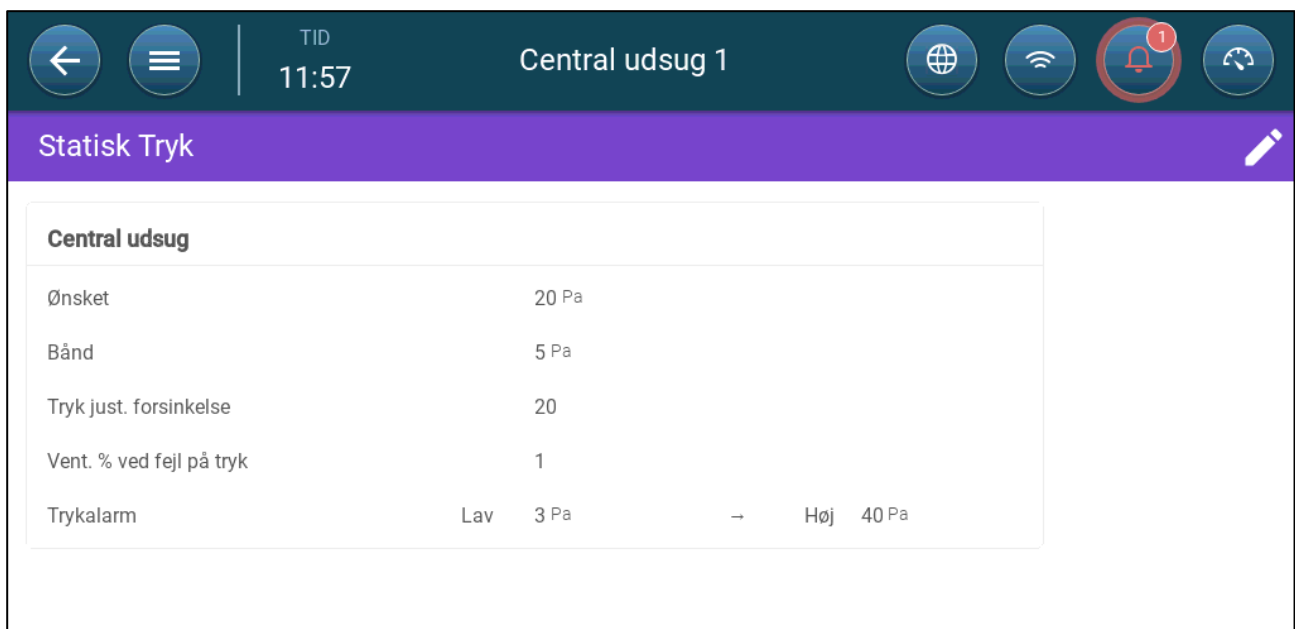 TID
11:57
Central udsug 1
1
Statisk Tryk
Central udsug
Ønsket 20 Pa
Bånd 5 Pa
Tryk just. forsinkelse 20
Vent. % ved fejl på tryk 1
Trykalarm Lav 3 Pa → Høj 40 Pa